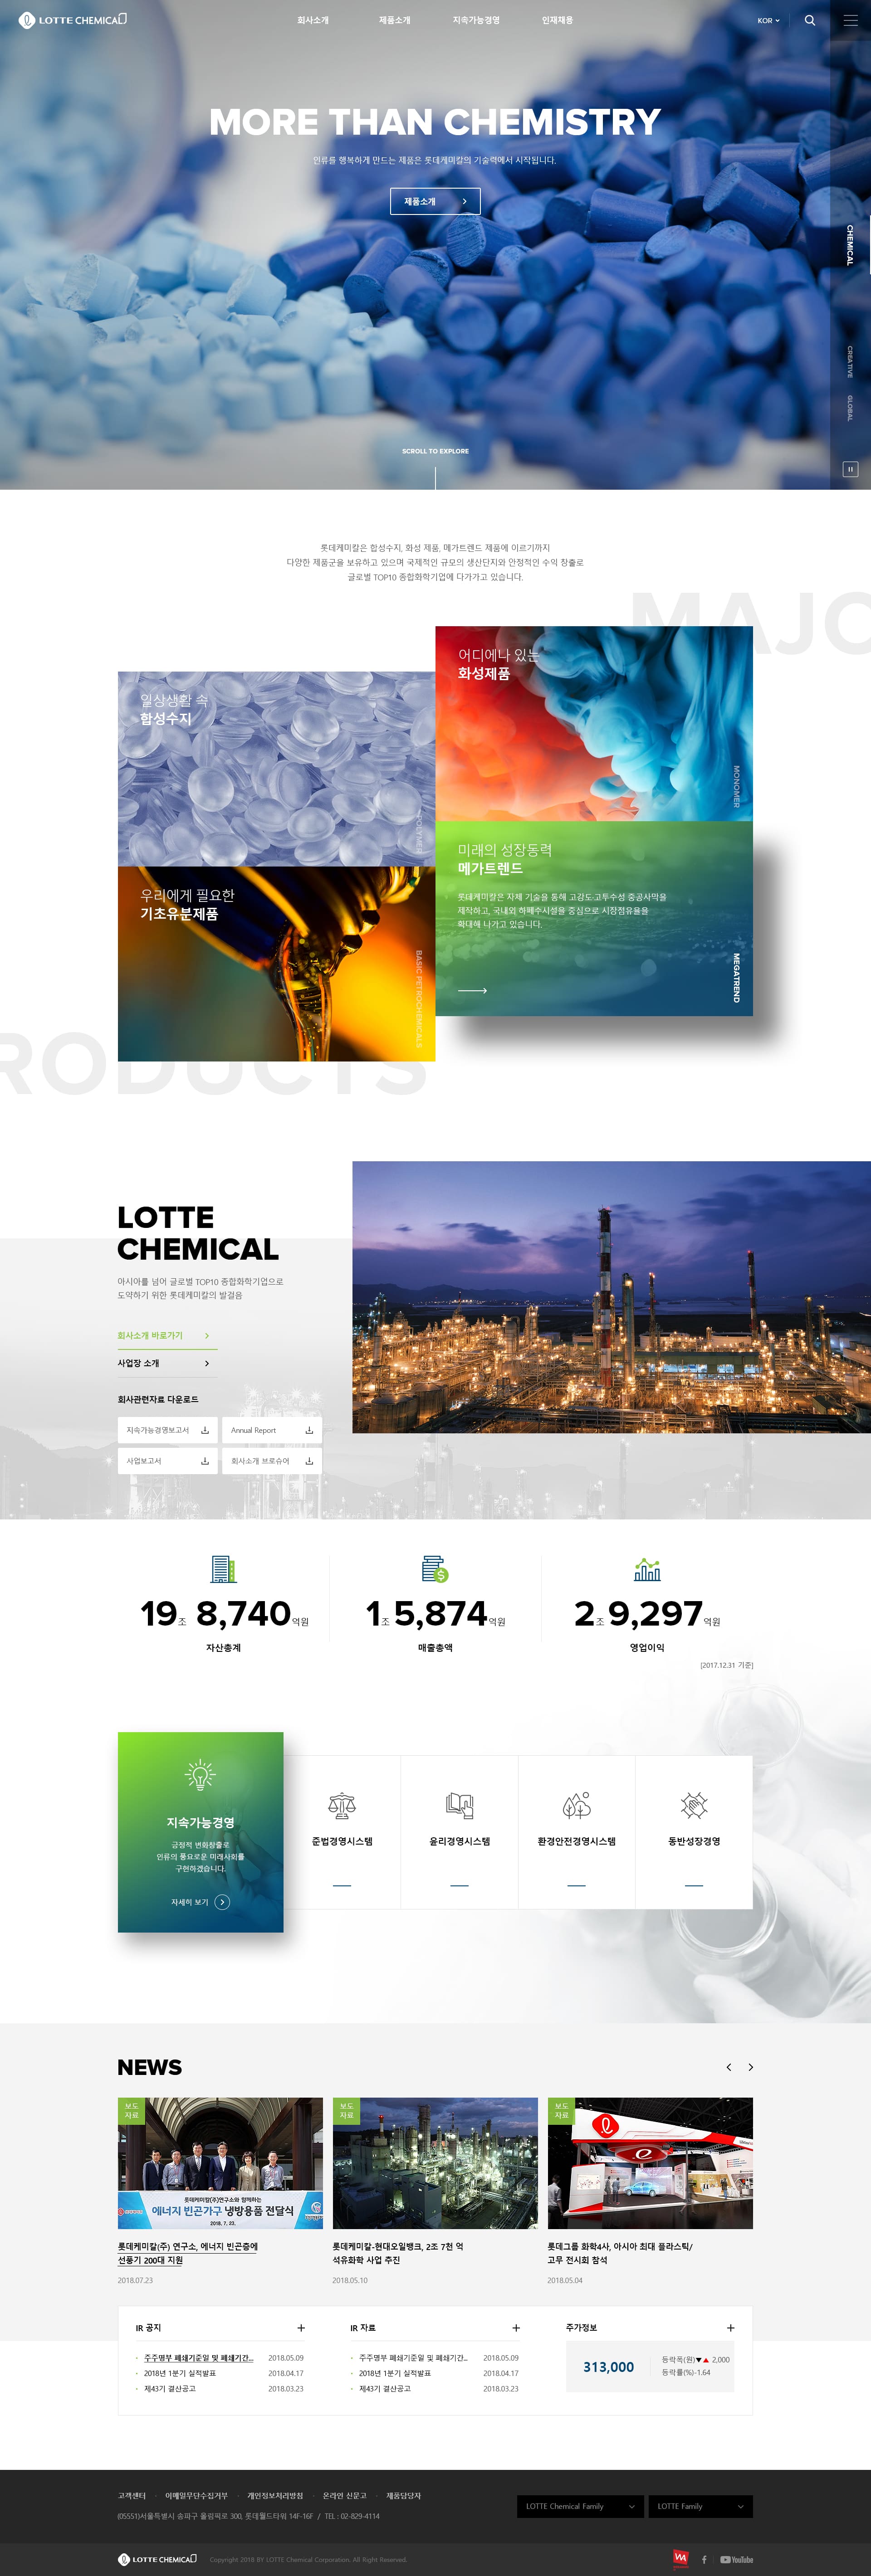 LOTTE CHEMICAL
회사소개
제품소개
지속가능경영
인재채용
KOR
MORE THAN CHEMISTRY
인류를 행복하게 만드는 제품은 롯데케미칼의 기술력에서 시작됩니다.
제품소개
CHEMICAL
CREATIVE
GLOBAL
SCROLL TO EXPLORE
롯데케미칼은 합성수지, 화성 제품, 메가트렌드 제품에 이르기까지
다양한 제품군을 보유하고 있으며 국제적인 규모의 생산단지와 안정적인 수익 창출로
글로벌 TOP10 종합화학기업에 다가가고 있습니다.
MAJO
어디에나 있는
화성제품
MONOMER
일상생활 속
합성수지
POLYMER
미래의 성장동력
메가트렌드
롯데케미칼은 자체 기술을 통해 고강도·고투수성 중공사막을
제작하고, 국내외 하폐수시설을 중심으로 시장점유율을
확대해 나가고 있습니다.
MEGATREND
우리에게 필요한
기초유분제품
BASIC PETROCHEMICALS
RODUCTS
LOTTE
CHEMICAL
아시아를 넘어 글로벌 TOP10 종합화학기업으로
도약하기 위한 롯데케미칼의 발걸음
회사소개 바로가기
사업장 소개
회사관련자료 다운로드
지속가능경영보고서
Annual Report
사업보고서
회사소개 브로슈어
19조 8,740억원
자산총계
1조 5,874억원
매출총액
2조 9,297억원
영업이익
[2017.12.31 기준]
지속가능경영
긍정적 변화창출로
인류의 풍요로운 미래사회를
구현하겠습니다.
자세히 보기
준법경영시스템
윤리경영시스템
환경안전경영시스템
동반성장경영
NEWS
보도
자료
롯데케미칼(주)연구소와 함께하는
에너지 빈곤가구 냉방용품 전달식
2018. 7. 23.
롯데케미칼(주) 연구소, 에너지 빈곤층에
선풍기 200대 지원
2018.07.23
보도
자료
롯데케미칼-현대오일뱅크, 2조 7천 억
석유화학 사업 추진
2018.05.10
보도
자료
롯데그룹 화학4사, 아시아 최대 플라스틱/
고무 전시회 참석
2018.05.04
IR 공지
주주명부 폐쇄기준일 및 폐쇄기간...
2018.05.09
2018년 1분기 실적발표
2018.04.17
제43기 결산공고
2018.03.23
IR 자료
주주명부 폐쇄기준일 및 폐쇄기간...
2018.05.09
2018년 1분기 실적발표
2018.04.17
제43기 결산공고
2018.03.23
주가정보
313,000
등락폭(원)▼▲ 2,000
등락률(%)-1.64
고객센터
이메일무단수집거부
개인정보처리방침
온라인 신문고
제품담당자
(05551)서울특별시 송파구 올림픽로 300, 롯데월드타워 14F-16F / TEL : 02-829-4114
LOTTE Chemical Family
LOTTE Family
LOTTE CHEMICAL
Copyright 2018 BY LOTTE Chemical Corporation. All Right Reserved.
YouTube